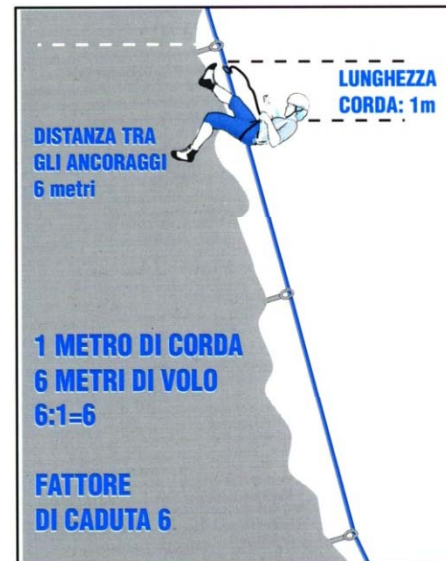 LUNGHEZZA
CORDA: 1m
DISTANZA TRA
GLI ANCORAGGI
6 metri
1 METRO DI CORDA
6 METRI DI VOLO
6:1=6
FATTORE
DI CADUTA 6